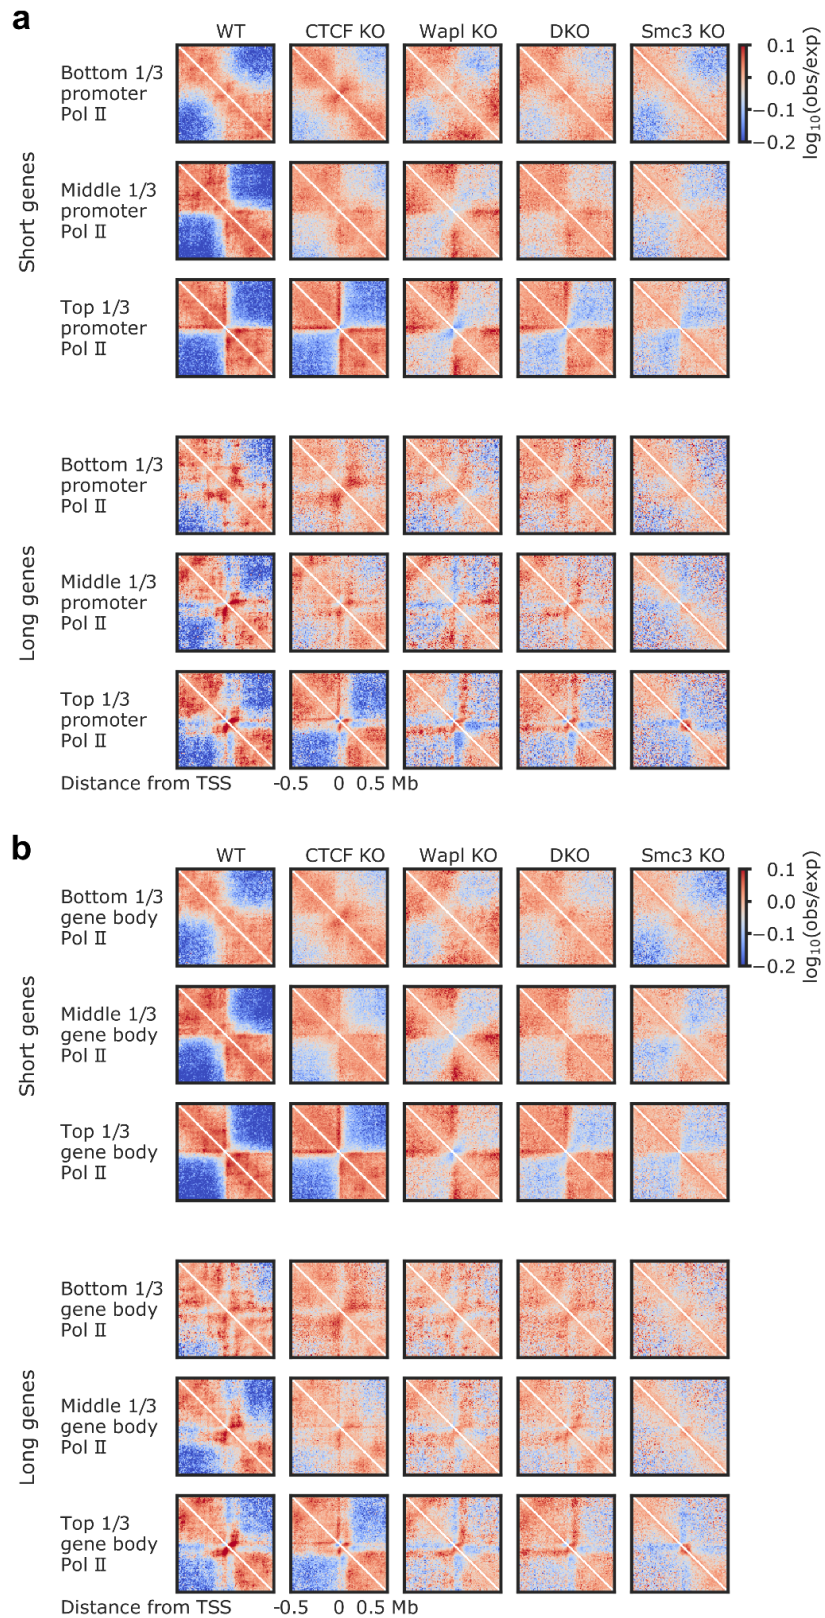 a
WT CTCF KO Wapl KO DKO Smc3 KO
Bottom 1/3
promoter
Pol II
0.1
0.0
−0.1
−0.2
log10(obs/exp)
Short genes
Middle 1/3
promoter
Pol II
Top 1/3
promoter
Pol II
Long genes
Bottom 1/3
promoter
Pol II
Middle 1/3
promoter
Pol II
Top 1/3
promoter
Pol II
Distance from TSS -0.5 0 0.5 Mb
b
WT CTCF KO Wapl KO DKO Smc3 KO
Bottom 1/3
gene body
Pol II
0.1
0.0
−0.1
−0.2
log10(obs/exp)
Short genes
Middle 1/3
gene body
Pol II
Top 1/3
gene body
Pol II
Long genes
Bottom 1/3
gene body
Pol II
Middle 1/3
gene body
Pol II
Top 1/3
gene body
Pol II
Distance from TSS -0.5 0 0.5 Mb